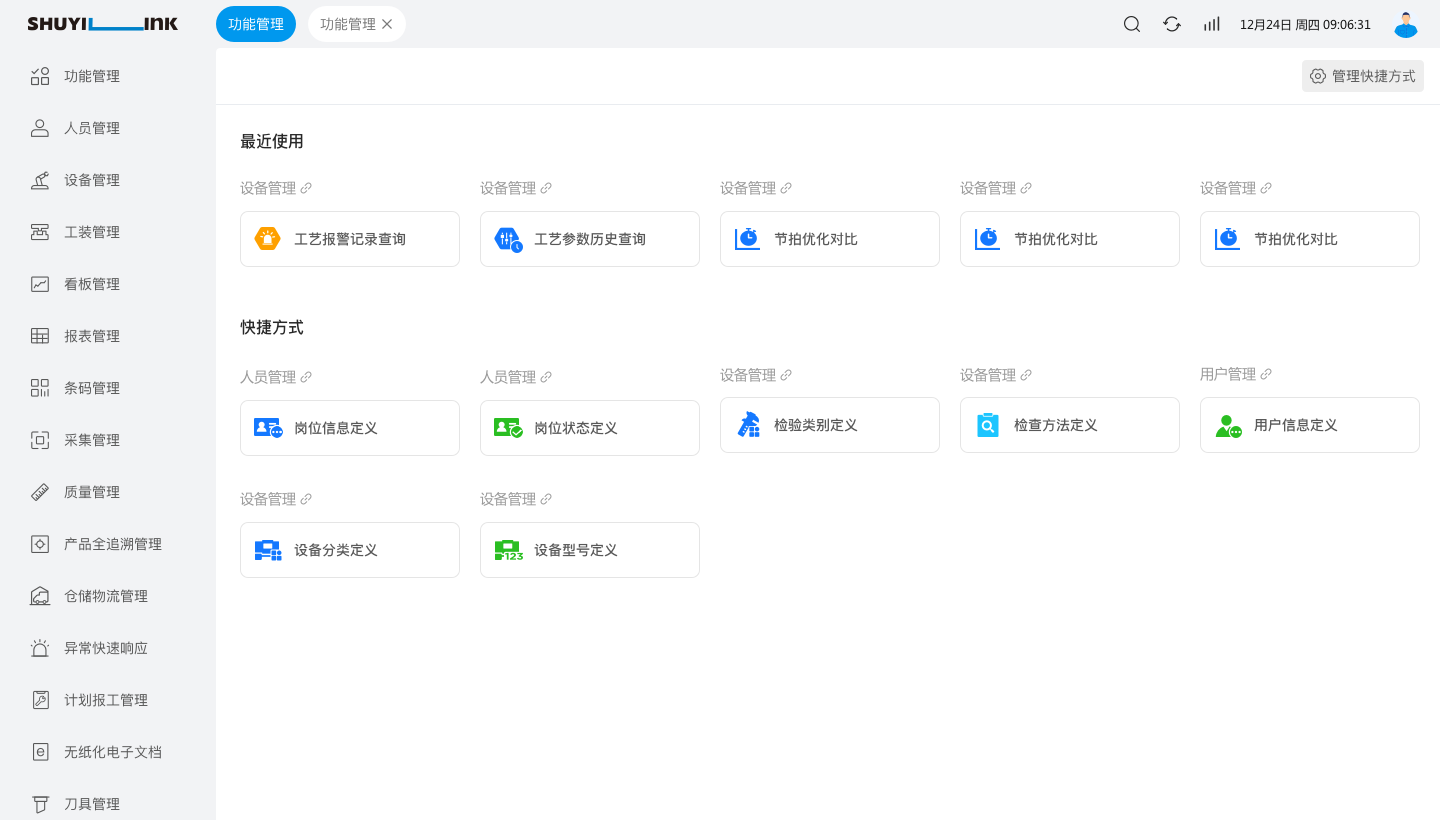 SHUYI LINK
功能管理
功能管理
12月24日 周四 09:06:31
功能管理
人员管理
设备管理
工装管理
看板管理
报表管理
条码管理
采集管理
质量管理
产品全追溯管理
仓储物流管理
异常快速响应
计划报工管理
无纸化电子文档
刀具管理
管理快捷方式
最近使用
设备管理
设备管理
设备管理
设备管理
设备管理
工艺报警记录查询
工艺参数历史查询
节拍优化对比
节拍优化对比
节拍优化对比
快捷方式
人员管理
人员管理
设备管理
设备管理
用户管理
岗位信息定义
岗位状态定义
检验类别定义
检查方法定义
用户信息定义
设备管理
设备管理
设备分类定义
123
设备型号定义